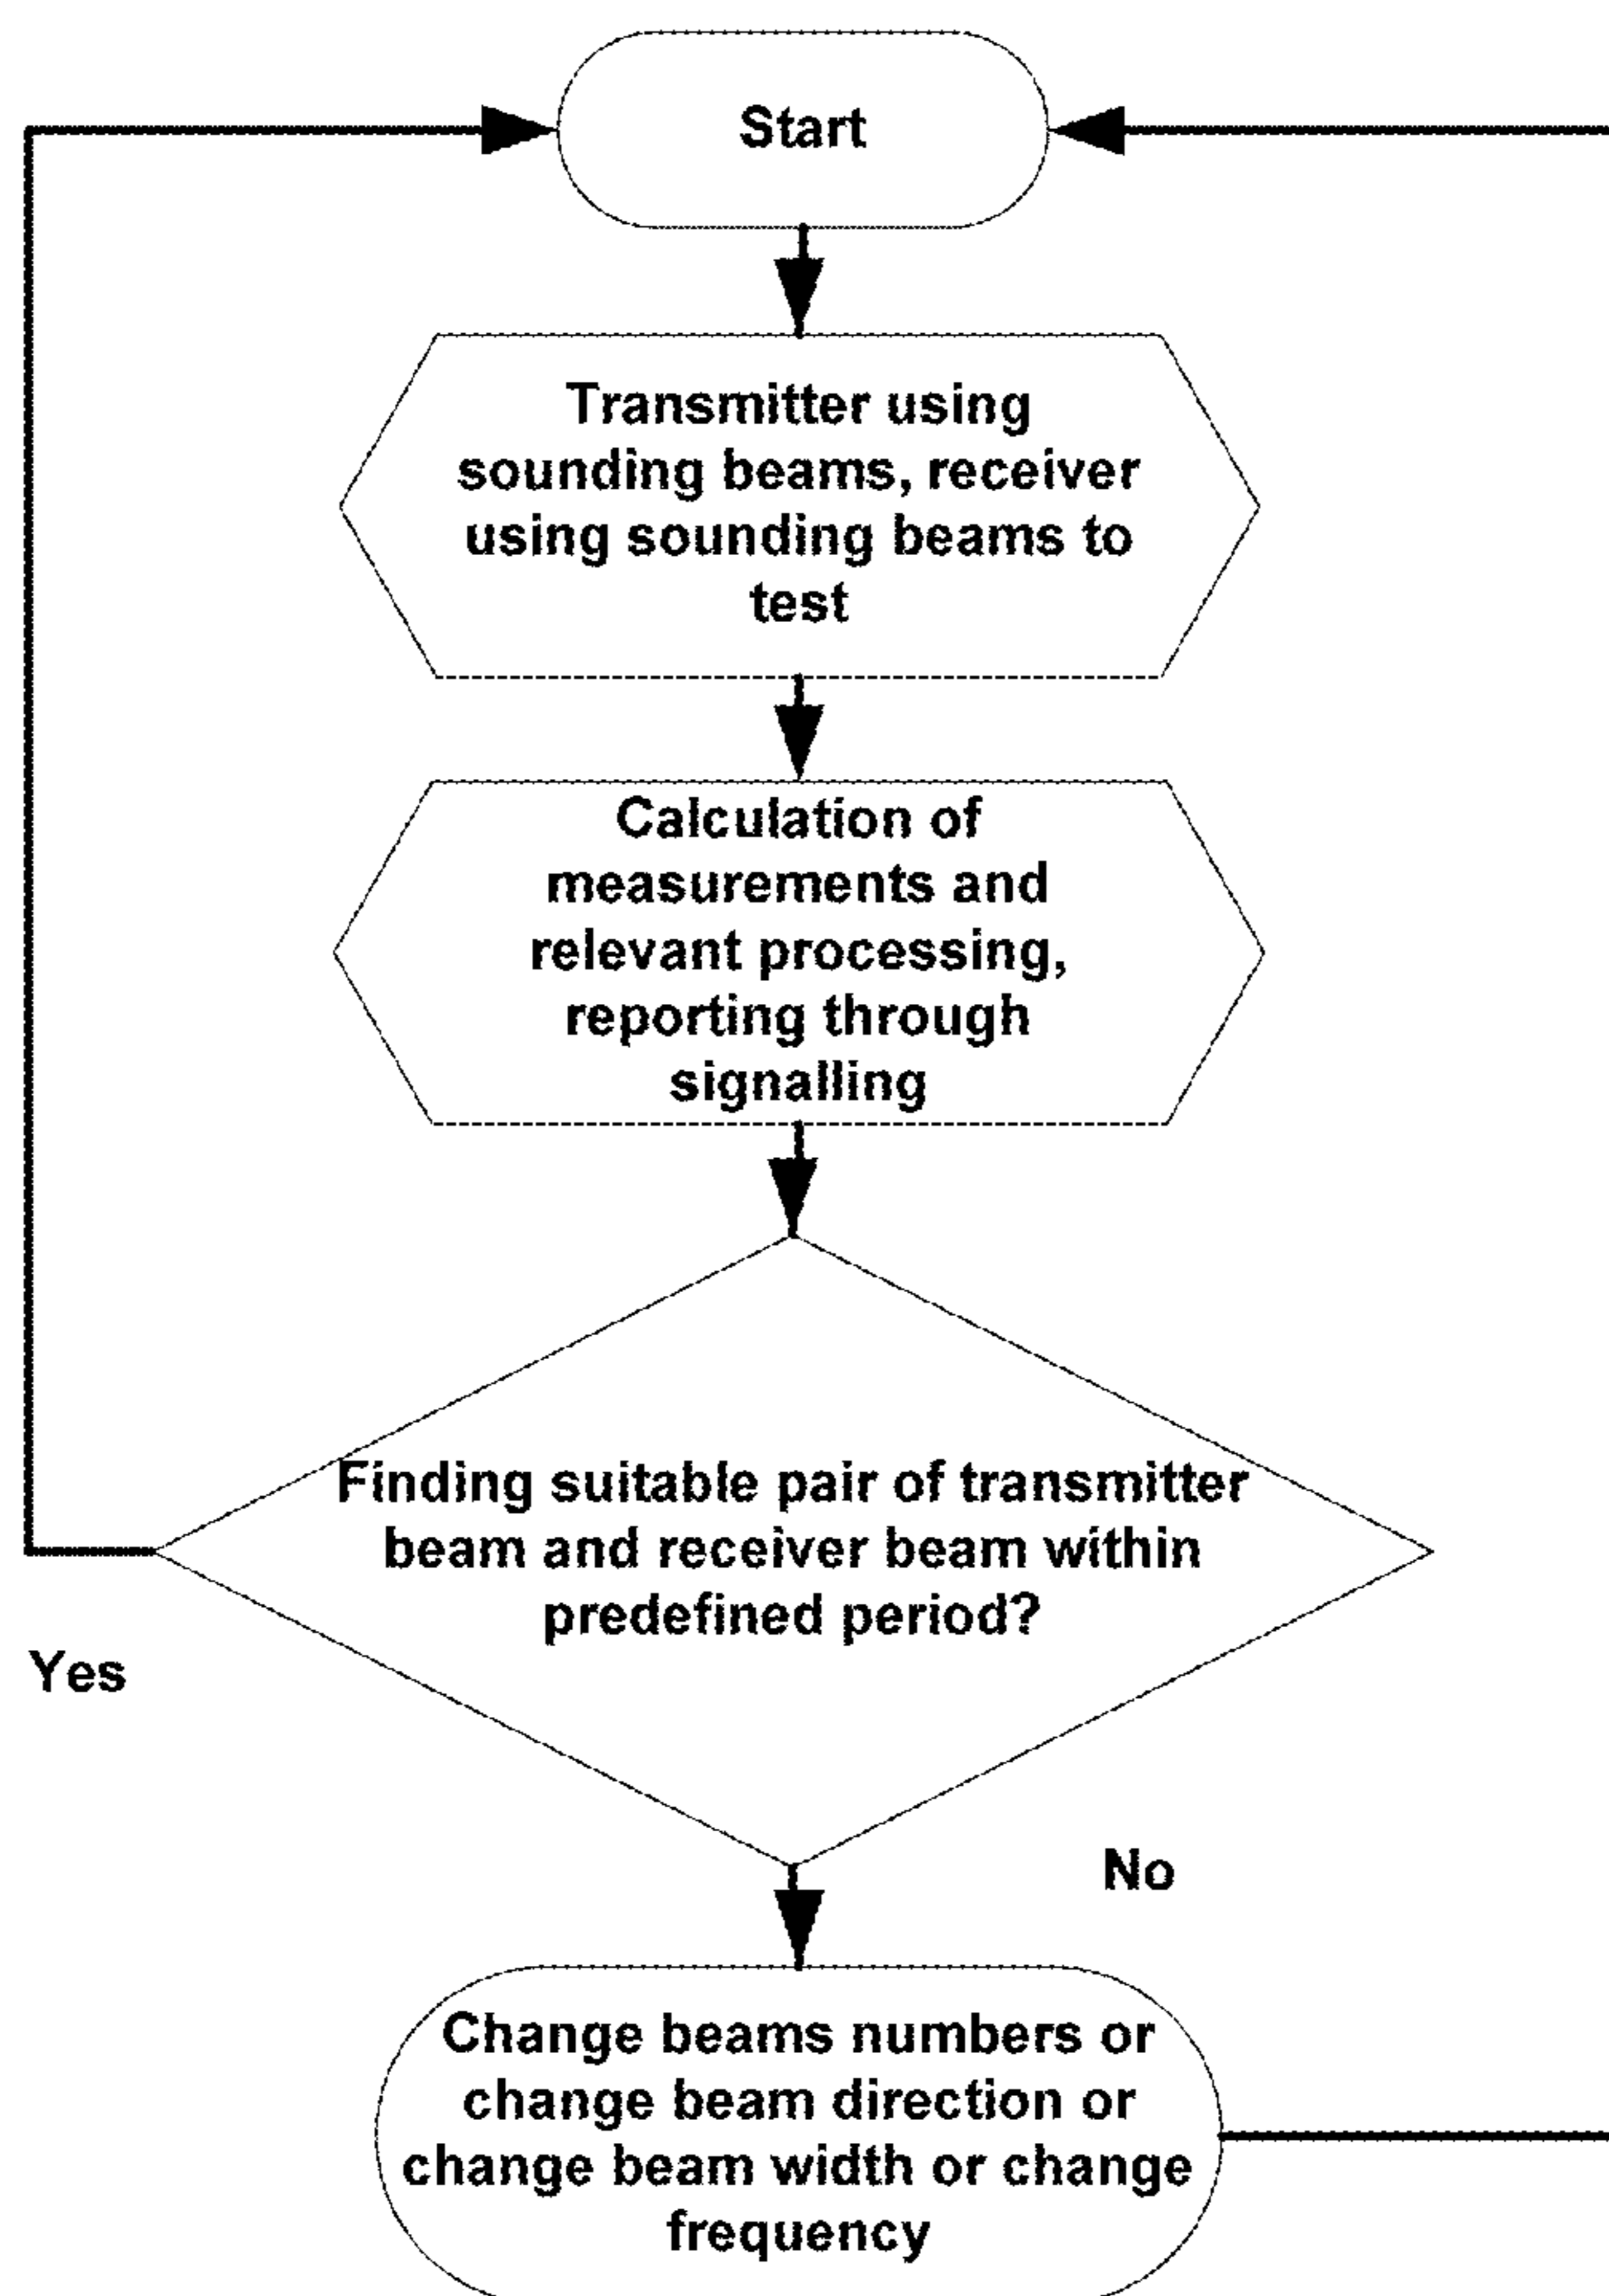 Start
Transmitter using
sounding beams, receiver
using sounding beams to
test
Calculation of
measurements and
relevant processing,
reporting through
signalling
Finding suitable pair of transmitter
beam and receiver beam within
predefined period?
Yes
No
Change beams numbers or
change beam direction or
change beam width or change
frequency